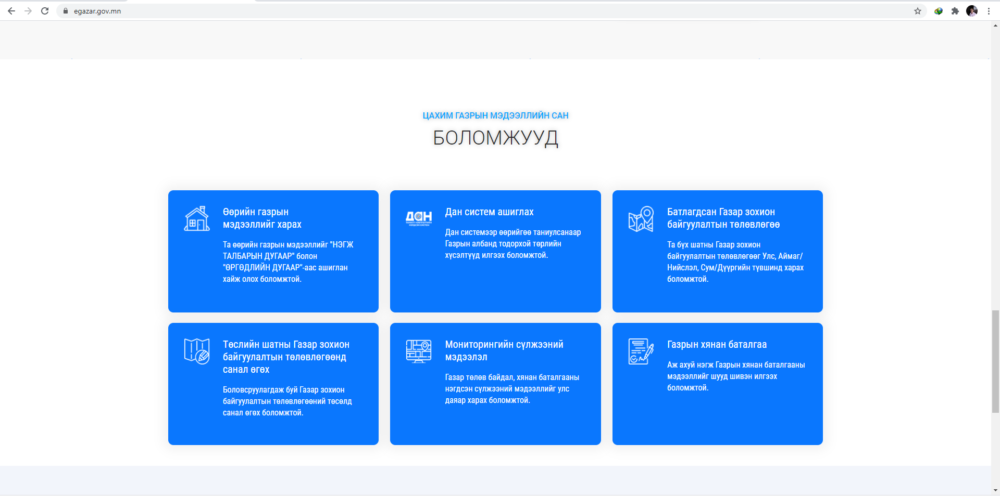 egazar.gov.mn
ЦАХИМ ГАЗРЫН МЭДЭЭЛЛИЙН САН
БОЛОМЖУУД
Өөрийн газрын
мэдээллийг харах
Та өөрийн газрын мэдээллийг "НЭГЖ
ТАЛБАРЫН ДУГААР" болон
"ӨРГӨДЛИЙН ДУГААР"-аас ашиглан
хайж олох боломжтой.
ДАН
Дан систем ашиглах
Дан системээр өөрийгөө таниулсанаар
Газрын албанд тодорхой төрлийн
хүсэлтүүд илгээх боломжтой.
Батлагдсан Газар зохион
байгуулалтын төлөвлөгөө
Та бүх шатны Газар зохион
байгуулалтын төлөвлөгөөг Улс, Аймаг/
Нийслэл, Сум/Дүүргийн түвшинд харах
боломжтой.
Төслийн шатны Газар зохион
байгуулалтын төлөвлөгөөнд
санал өгөх
Боловсруулагдаж буй Газар зохион
байгуулалтын төлөвлөгөөний төсөлд
санал өгөх боломжтой.
Мониторингийн сүлжээний
мэдээлэл
Газар төлөв байдал, хянан баталгааны
нэгдсэн сүлжээний мэдээллийг улс
даяар харах боломжтой.
Газрын хянан баталгаа
Аж ахуй нэгж Газрын хянан баталгааны
мэдээллийг шууд шивэн илгээх
боломжтой.